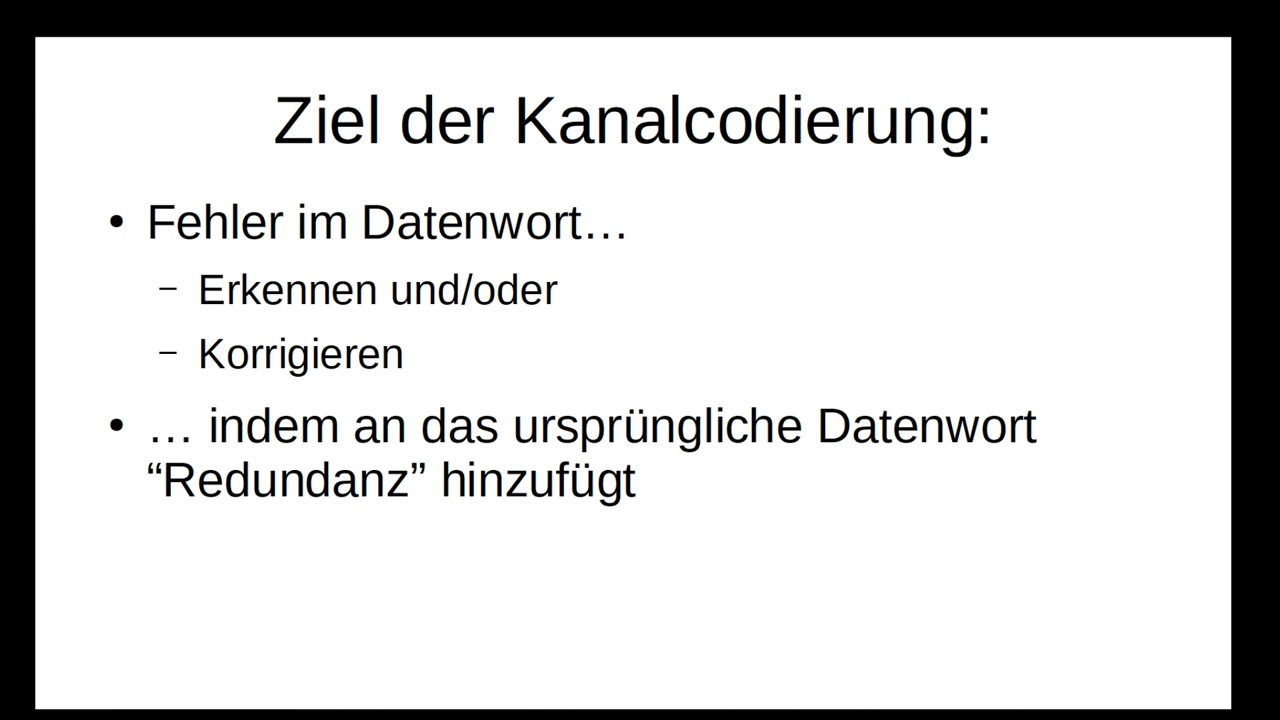 Ziel der Kanalcodierung:
• Fehler im Datenwort…
– Erkennen und/oder
– Korrigieren
• … indem an das ursprüngliche Datenwort
“Redundanz” hinzufügt